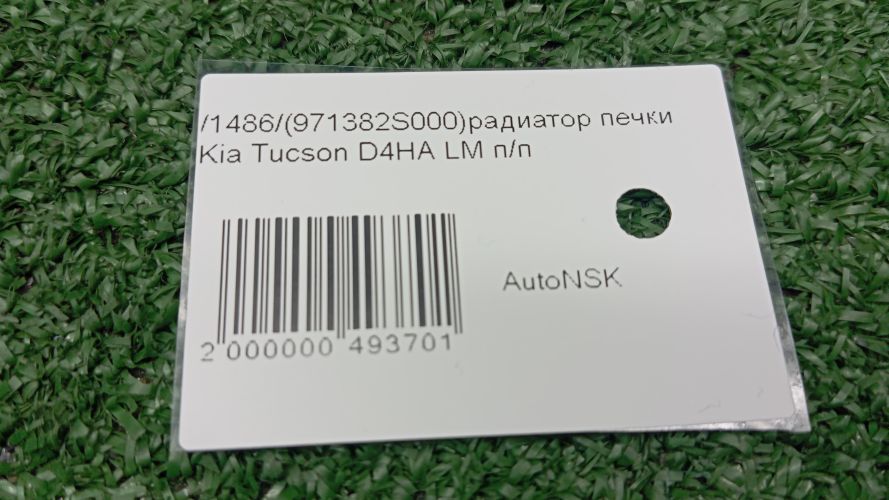 /1486/(971382S000)радиатор печки
Kia Tucson D4HA LM п/п
AutoNSK
2 000000 493701